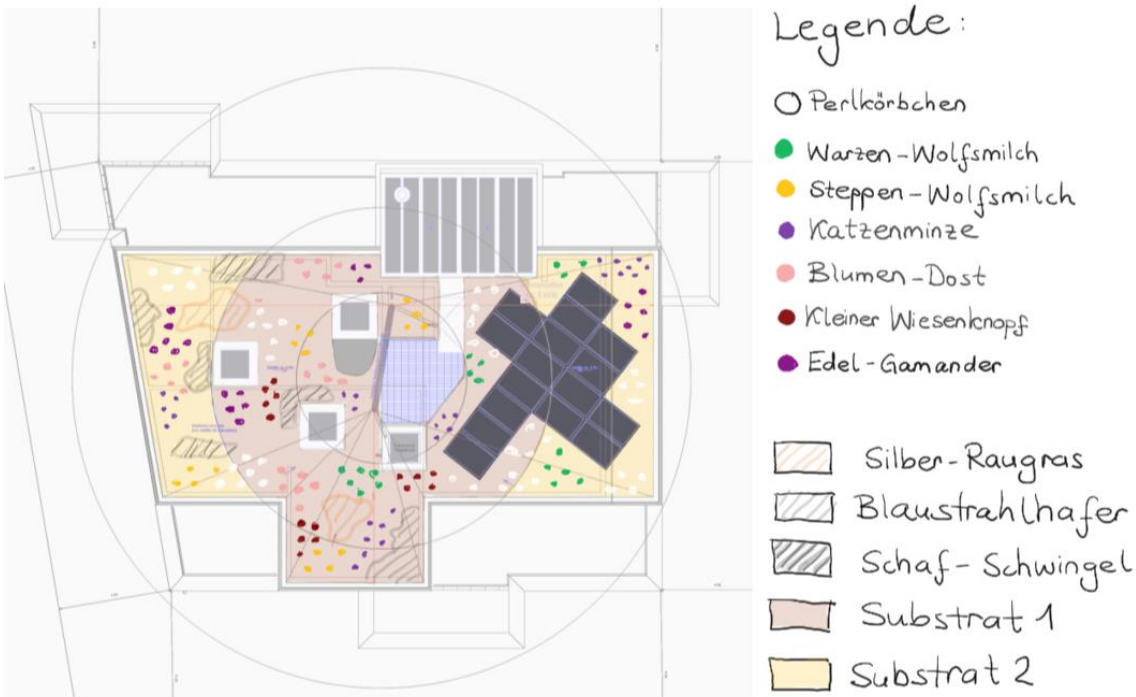 Legende:
Perlkörbchen
Warzen-Wolfsmilch
Steppen-Wolfsmilch
Katzenminze
Blumen-Dost
Kleiner Wiesenknopf
Edel-Gamander
Silber-Raugras
Blaustrahlhafer
Schaf-Schwingel
Substrat 1
Substrat 2